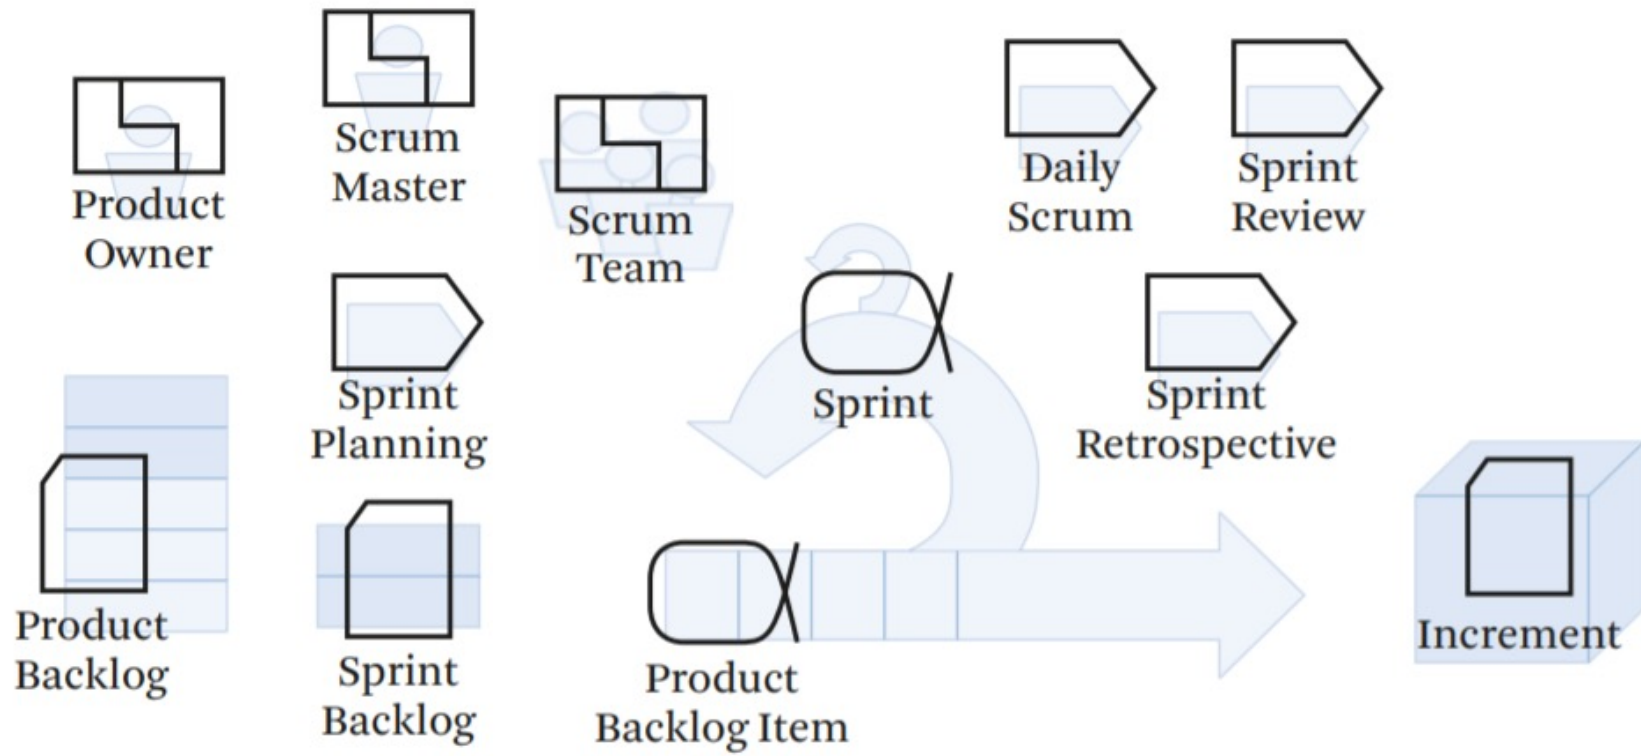 Product
Owner
Scrum
Master
Scrum
Team
Daily
Scrum
Sprint
Review
Sprint
Planning
Sprint
Sprint
Retrospective
Product
Backlog
Sprint
Backlog
Product
Backlog Item
Increment